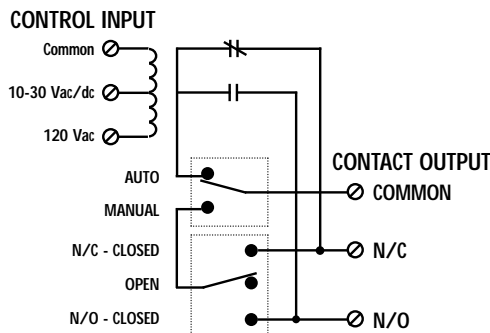 CONTROL INPUT
Common
10-30 Vac/dc
120 Vac
CONTACT OUTPUT
AUTO
COMMON
MANUAL
N/C - CLOSED
N/C
OPEN
N/O - CLOSED
N/O